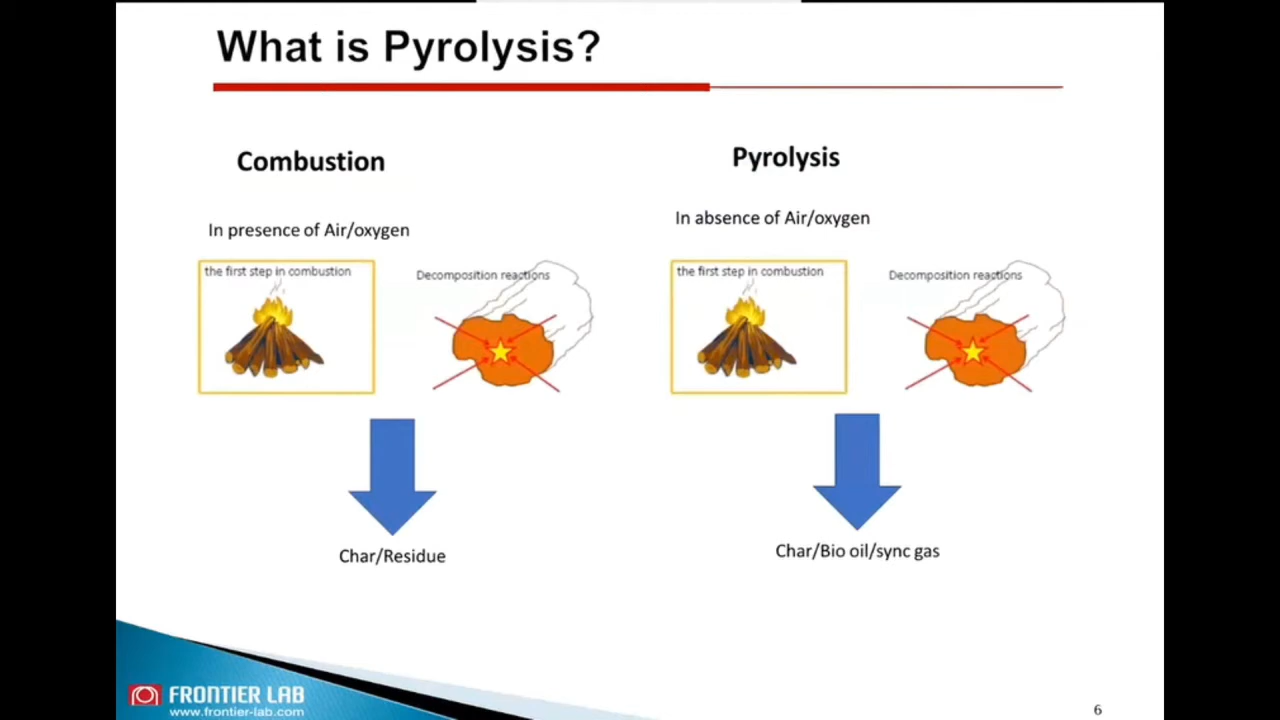 What is Pyrolysis?
Combustion
In presence of Air/oxygen
the first step in combustion
Decomposition reactions
Char/Residue
Pyrolysis
In absence of Air/oxygen
the first step in combustion
Decomposition reactions
Char/Bio oil/sync gas
FRONTIER LAB
www.frontier-lab.com
6